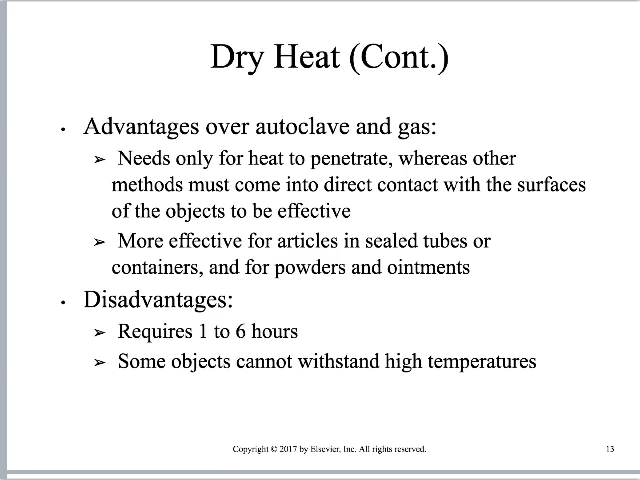 Dry Heat (Cont.)
• Advantages over autoclave and gas:
➢ Needs only for heat to penetrate, whereas other
methods must come into direct contact with the surfaces
of the objects to be effective
➢ More effective for articles in sealed tubes or
containers, and for powders and ointments
• Disadvantages:
➢ Requires 1 to 6 hours
➢ Some objects cannot withstand high temperatures
Copyright © 2017 by Elsevier, Inc. All rights reserved.
13